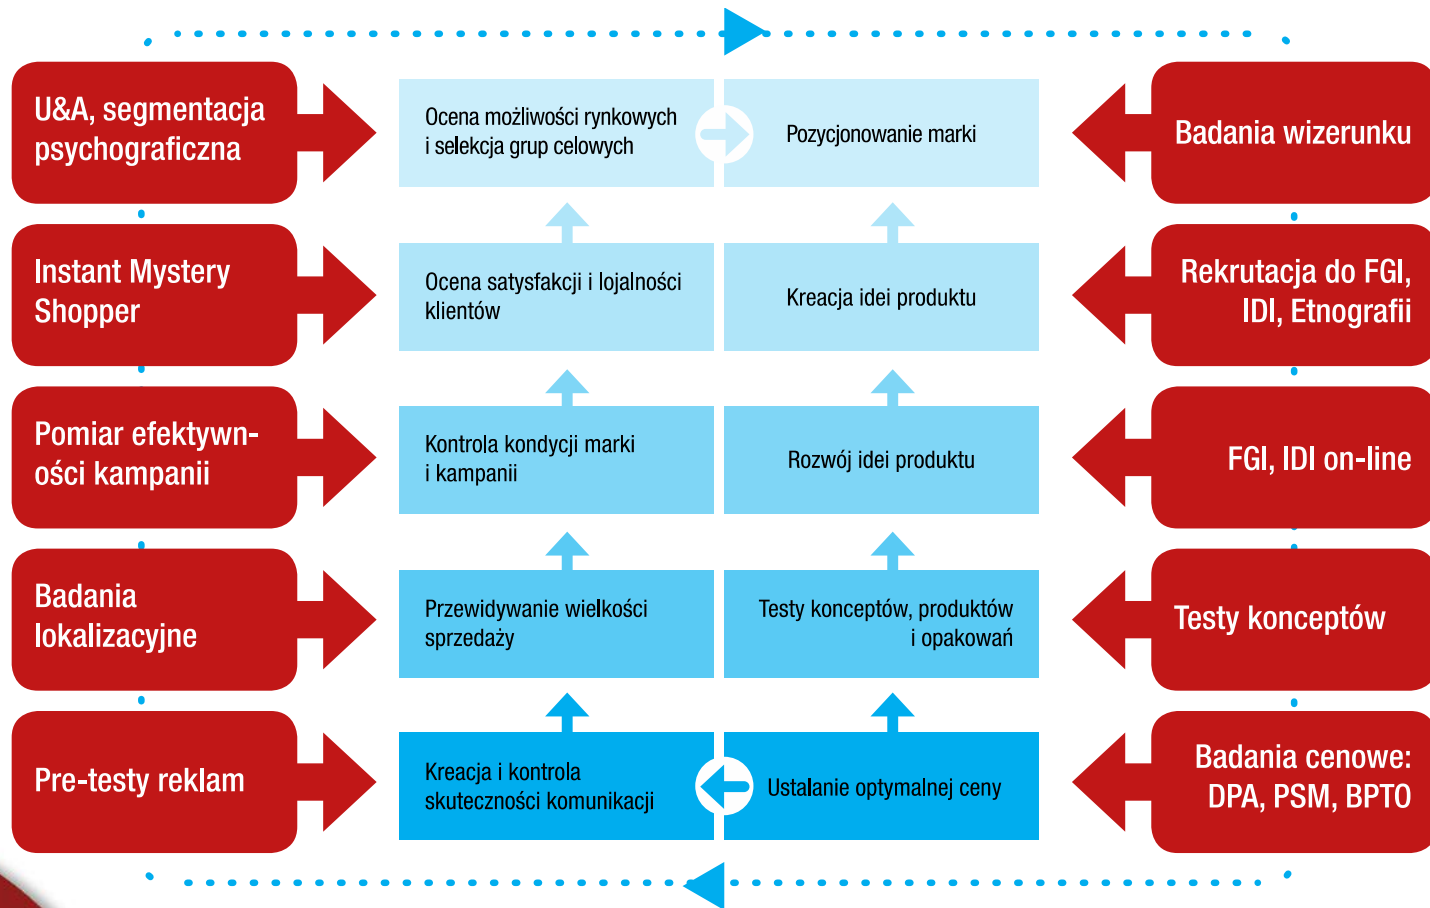 U&A, segmentacja
psychograficzna
Ocena możliwości rynkowych
i selekcja grup celowych
Pozycjonowanie marki
Badania wizerunku
Instant Mystery
Shopper
Ocena satysfakcji i lojalności
klientów
Kreacja idei produktu
Rekrutacja do FGI,
IDI, Etnografii
Pomiar efektywn-
ości kampanii
Kontrola kondycji marki
i kampanii
Rozwój idei produktu
FGI, IDI on-line
Badania
lokalizacyjne
Przewidywanie wielkości
sprzedaży
Testy konceptów, produktów
i opakowań
Testy konceptów
Pre-testy reklam
Kreacja i kontrola
skuteczności komunikacji
Ustalanie optymalnej ceny
Badania cenowe:
DPA, PSM, BPTO